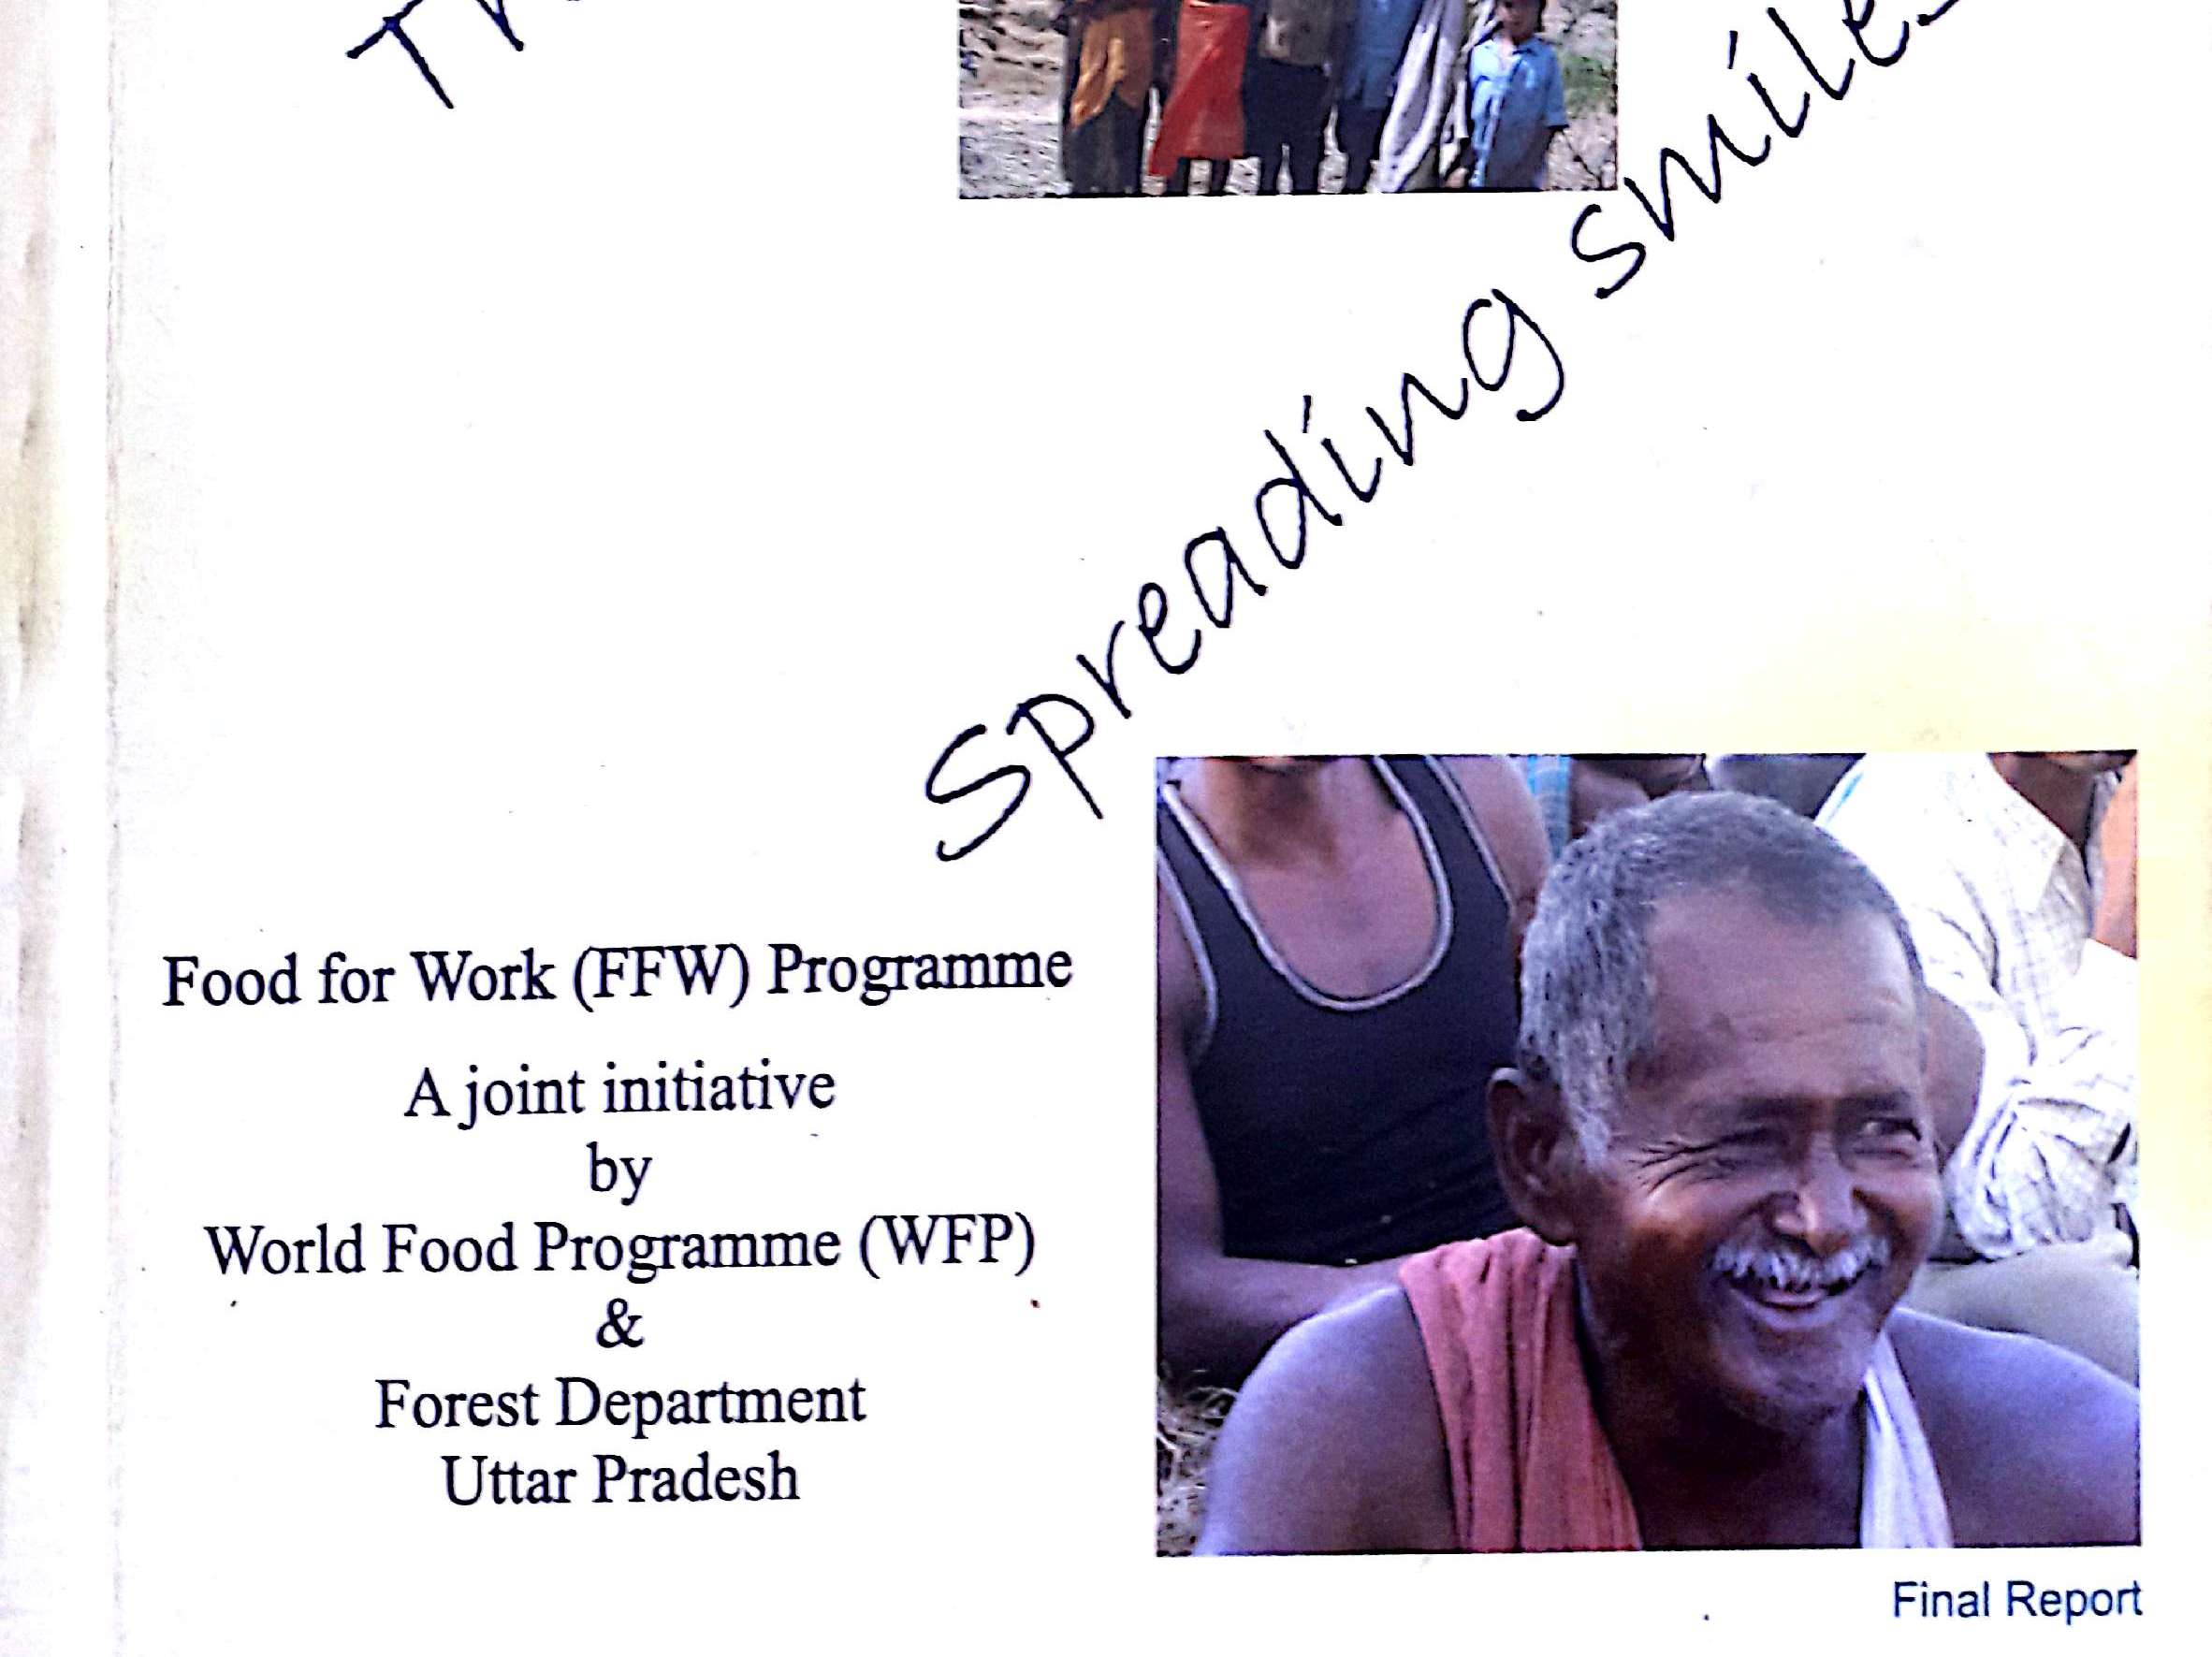 Spreading smiles
Food for Work (FFW) Programme
A joint initiative
by
World Food Programme (WFP)
&
Forest Department
Uttar Pradesh
Final Report